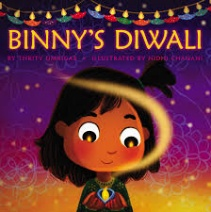 BINNY'S DIWALI
BY THRITY UMRIGAR • ILLUSTRATED BY NIDHI CHANANI